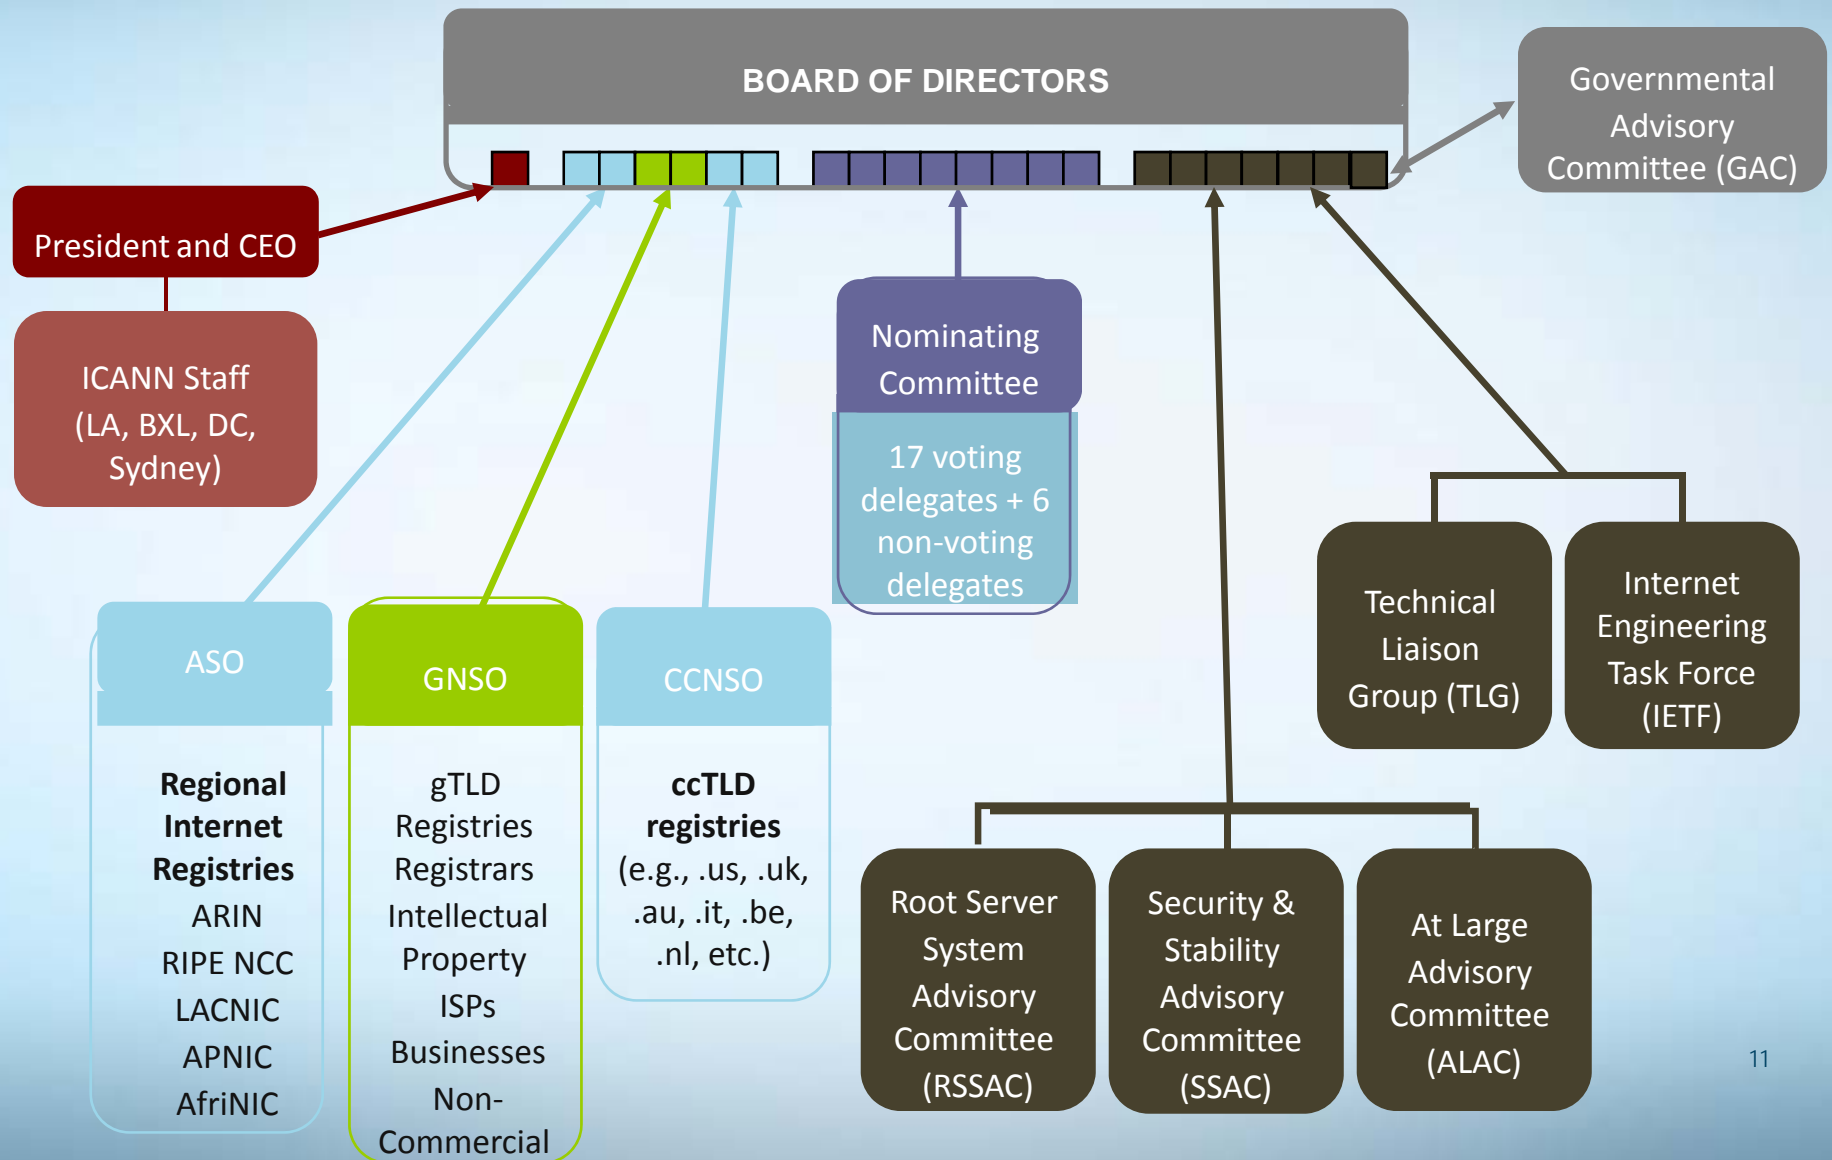 BOARD OF DIRECTORS
Governmental
Advisory
Committee (GAC)
President and CEO
ICANN Staff
(LA, BXL, DC,
Sydney)
Nominating
Committee
17 voting
delegates + 6
non-voting
delegates
ASO
Regional
Internet
Registries
ARIN
RIPE NCC
LACNIC
APNIC
AfriNIC
GNSO
gTLD
Registries
Registrars
Intellectual
Property
ISPs
Businesses
Non-
Commercial
CCNSO
ccTLD
registries
(e.g., .us, .uk,
.au, .it, .be,
.nl, etc.)
Technical
Liaison
Group (TLG)
Internet
Engineering
Task Force
(IETF)
Root Server
System
Advisory
Committee
(RSSAC)
Security &
Stability
Advisory
Committee
(SSAC)
At Large
Advisory
Committee
(ALAC)
11